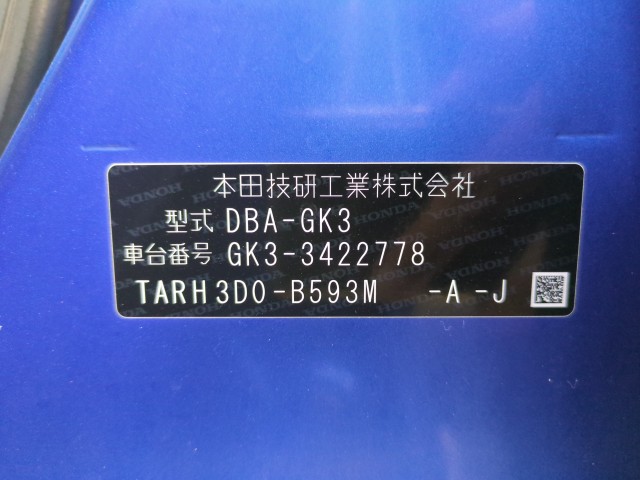 本田技研工業株式会社
型式 DBA-GK3
車台番号 GK3-3422778
TARH3D0-B593M -A -J